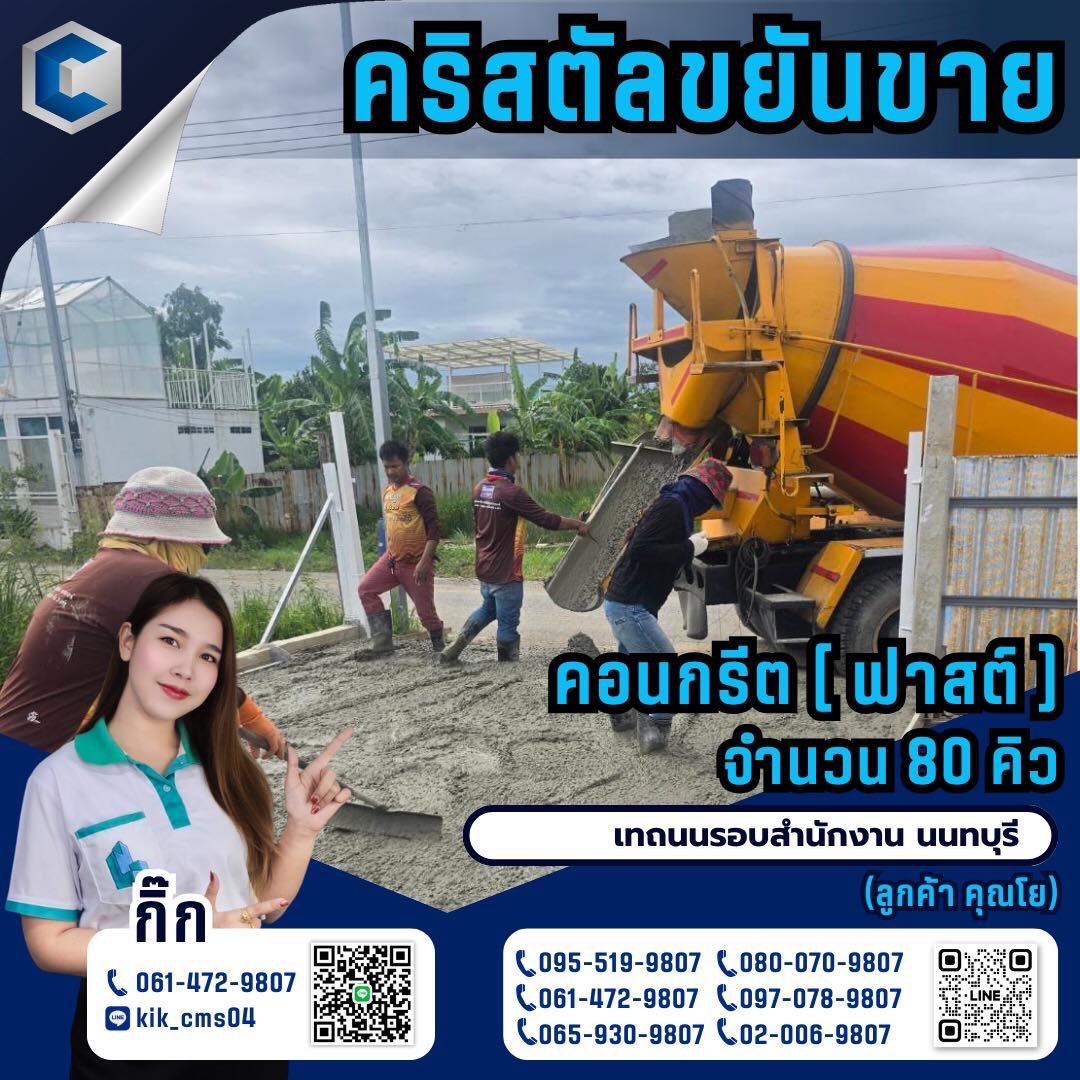 คริสตัลขยันขาย
คอนกรีต ( ฟาสต์ )
จำนวน 80 คิว
เทถนนรอบสำนักงาน นนทบุรี
(ลูกค้า คุณโย)
กิ๊ก
061-472-9807
LINE kik_cms04
095-519-9807 080-070-9807
061-472-9807 097-078-9807
065-930-9807 02-006-9807
LINE